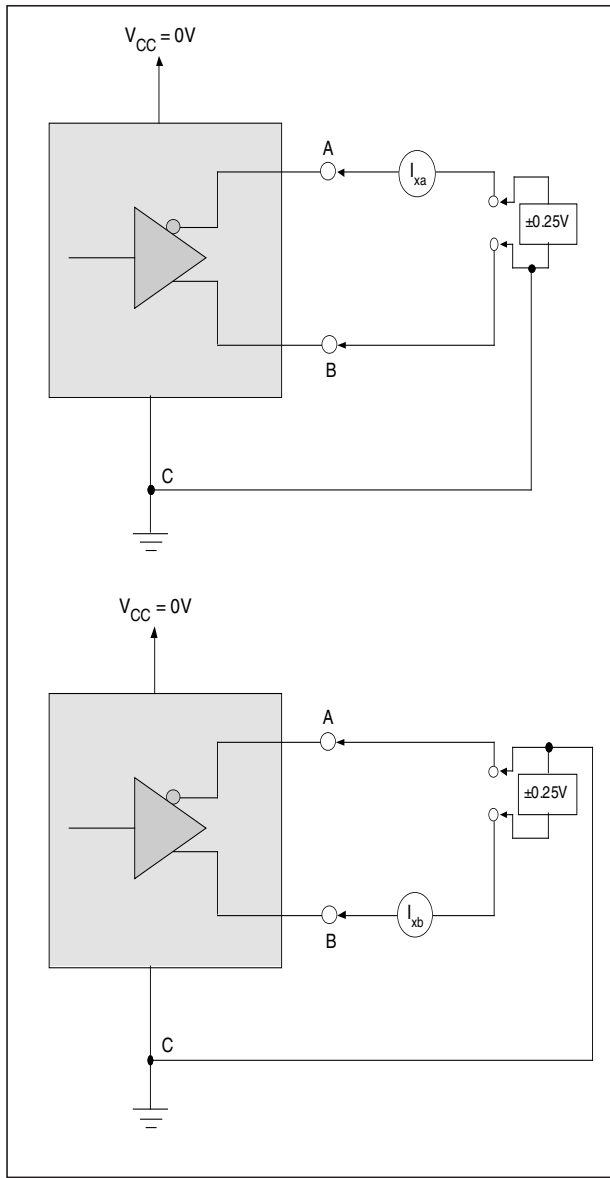 V_CC = 0V
A
I_xa
±0.25V
B
C
V_CC = 0V
A
±0.25V
I_xb
B
C